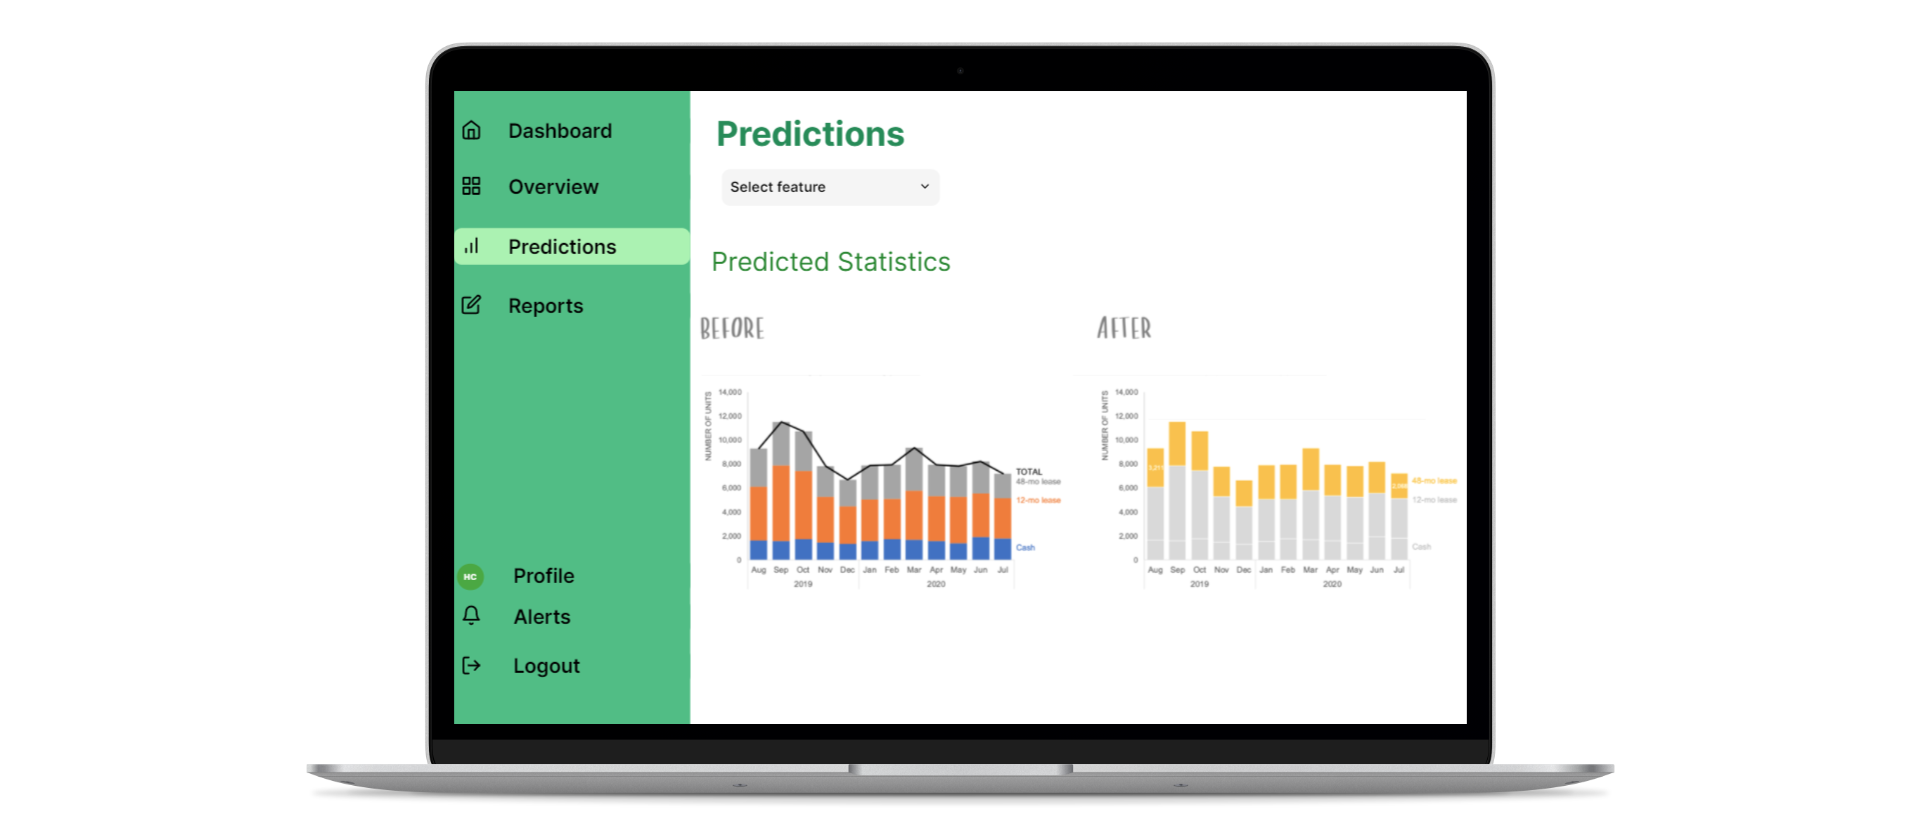 Dashboard
Overview
Predictions
Reports
HC Profile
Alerts
Logout
Predictions
Select feature
Predicted Statistics
BEFORE
NUMBER OF UNITS
14,000
12,000
10,000
8,000
6,000
4,000
2,000
0
TOTAL
48-mo lease
12-mo lease
Cash
Aug Sep Oct Nov Dec Jan Feb Mar Apr May Jun Jul
2019 2020
AFTER
NUMBER OF UNITS
14,000
12,000
10,000
8,000
6,000
4,000
2,000
0
48-mo lease
12-mo lease
Cash
Aug Sep Oct Nov Dec Jan Feb Mar Apr May Jun Jul
2019 2020